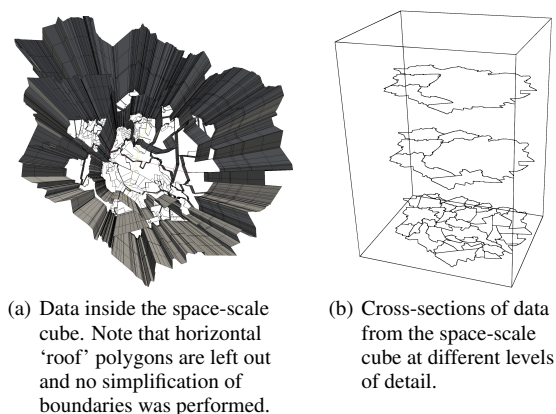 (a) Data inside the space-scale
cube. Note that horizontal
‘roof’ polygons are left out
and no simplification of
boundaries was performed.
(b) Cross-sections of data
from the space-scale
cube at different levels
of detail.